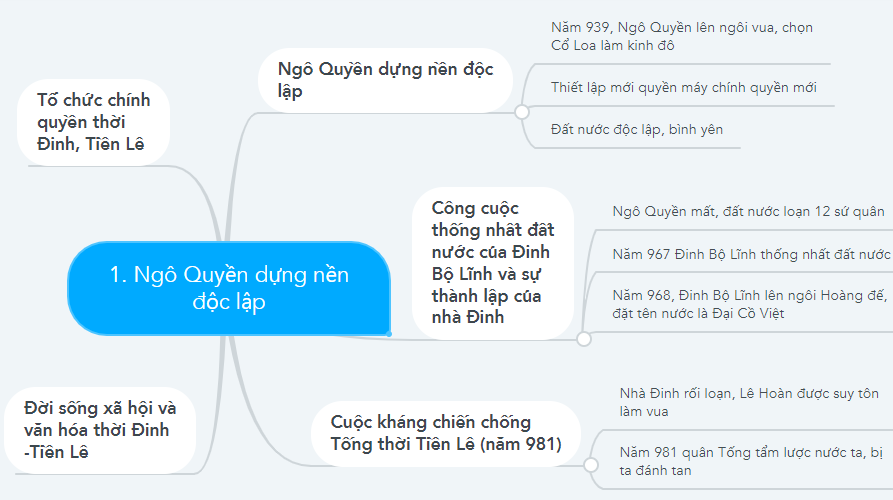 1. Ngô Quyền dựng nền
độc lập
Ngô Quyền dựng nền độc
lập
Năm 939, Ngô Quyền lên ngôi vua, chọn
Cổ Loa làm kinh đô
Thiết lập mới quyền máy chính quyền mới
Đất nước độc lập, bình yên
Công cuộc
thống nhất đất
nước của Đinh
Bộ Lĩnh và sự
thành lập của
nhà Đinh
Ngô Quyền mất, đất nước loạn 12 sứ quân
Năm 967 Đinh Bộ Lĩnh thống nhất đất nước
Năm 968, Đinh Bộ Lĩnh lên ngôi Hoàng đế,
đặt tên nước là Đại Cồ Việt
Cuộc kháng chiến chống
Tống thời Tiền Lê (năm 981)
Nhà Đinh rối loạn, Lê Hoàn được suy tôn
làm vua
Năm 981 quân Tống tẩm lược nước ta, bị
ta đánh tan
Tổ chức chính
quyền thời
Đinh, Tiền Lê
Đời sống xã hội và
văn hóa thời Đinh
-Tiền Lê